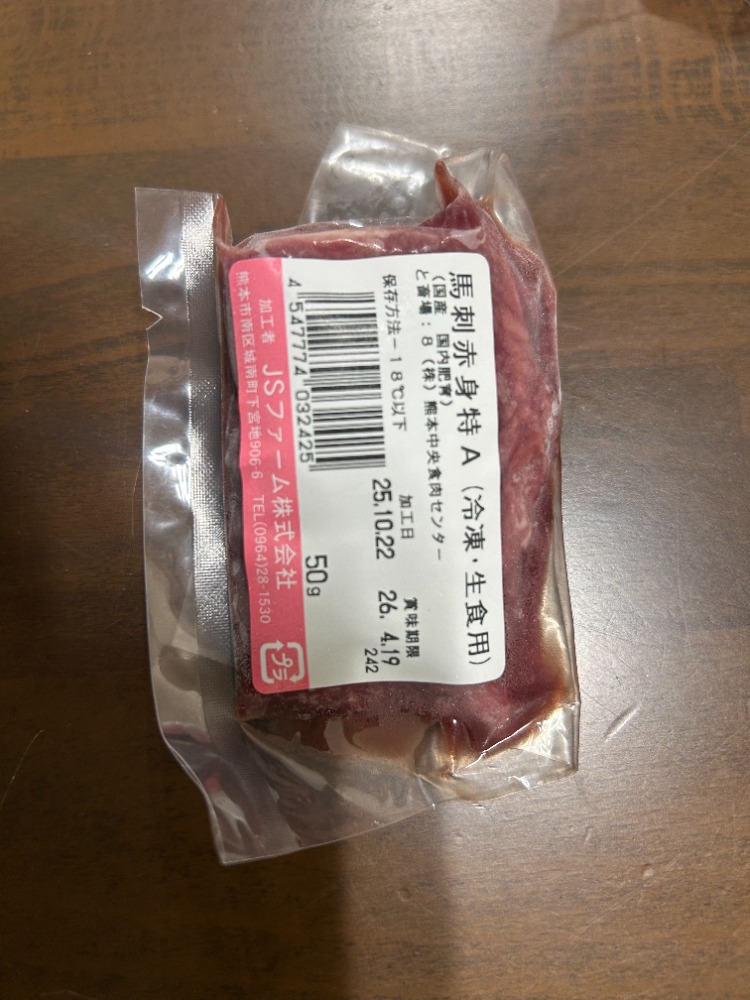 馬刺赤身特A(冷凍・生食用)
(国産 国内肥育)
と畜場:8(株)熊本中央食肉センター
保存方法-18℃以下
加工日 賞味期限
25.10.22 26. 4.19
242
4 547774 032425
50g
加工者 JSファーム株式会社
熊本市南区城南町下宮地906-6 TEL(0964)28-1530
プラ